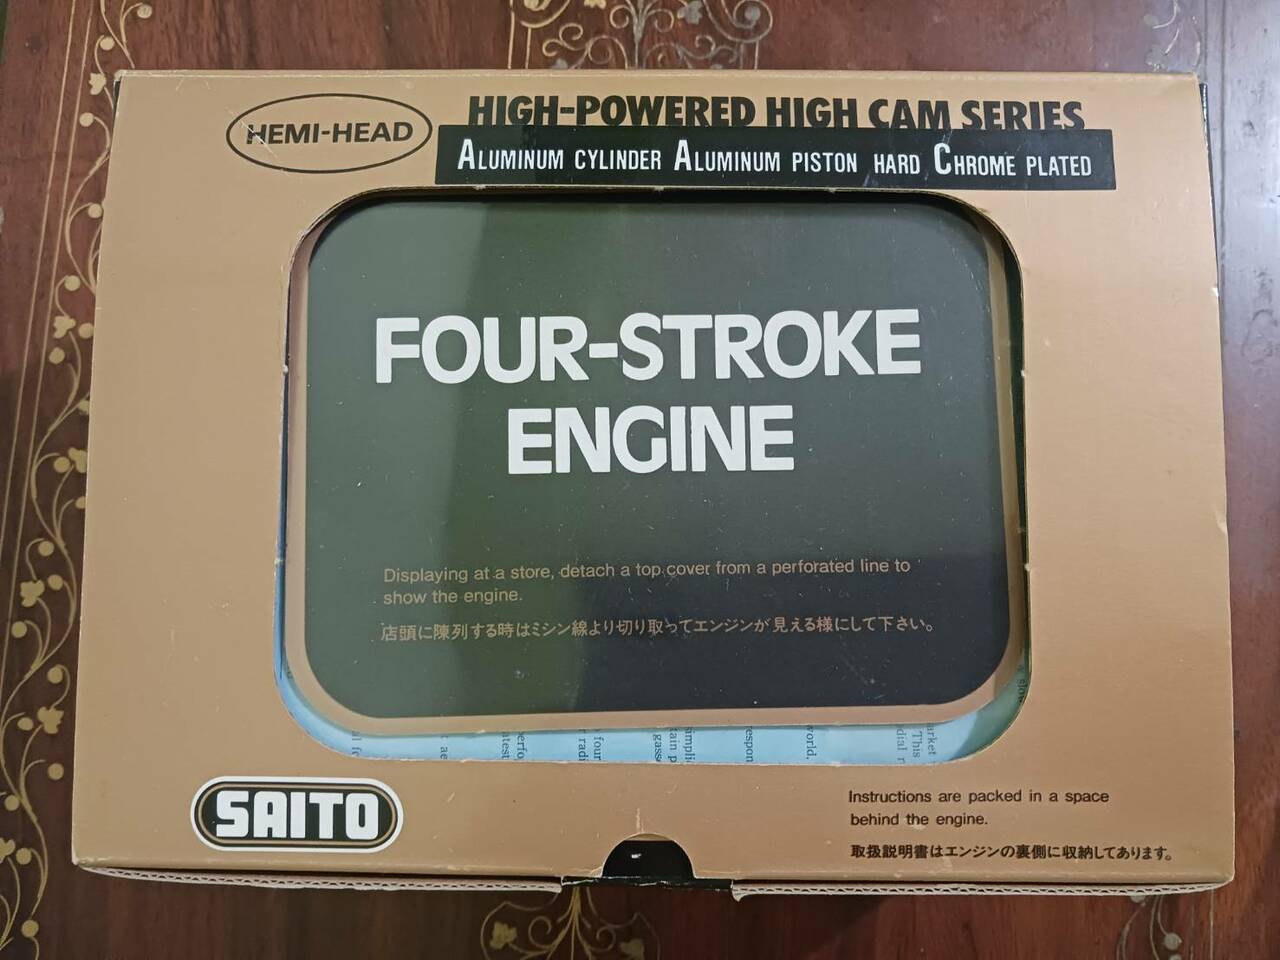 HEMI-HEAD
HIGH-POWERED HIGH CAM SERIES
ALUMINUM CYLINDER ALUMINUM PISTON HARD CHROME PLATED
FOUR-STROKE
ENGINE
Displaying at a store, detach a top cover from a perforated line to
show the engine.
店頭に陳列する時はミシン線より切り取ってエンジンが見える様にして下さい。
SAITO
Instructions are packed in a space
behind the engine.
取扱説明書はエンジンの裏側に収納してあります。
four
world.
This